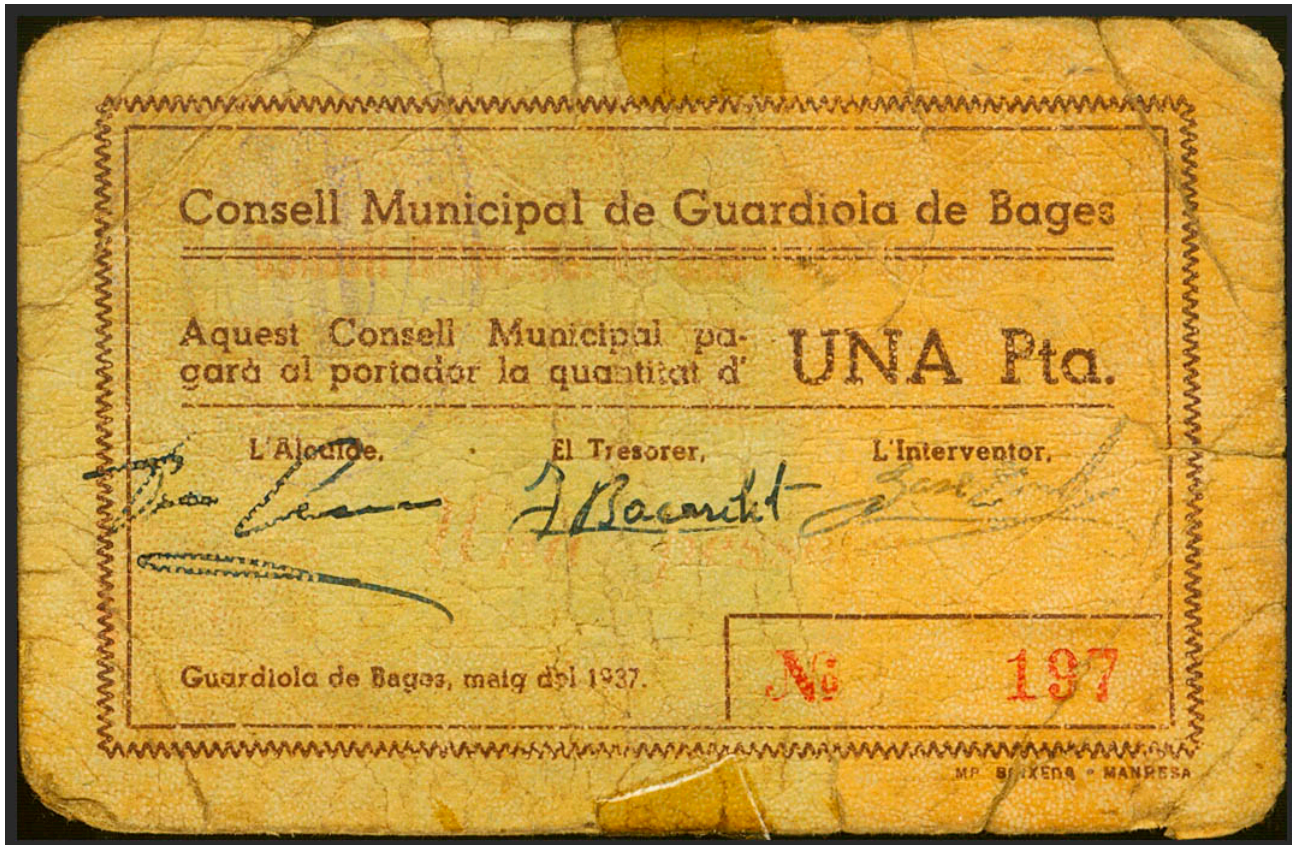 Consell Municipal de Guardiola de Bages
Aquest Consell Municipal pa-
garà al portador la quantitat d'
UNA Pta.
L'Alcalde, El Tresorer, L'Interventor,
Guardiola de Bages, maig del 1937.
Nº 197
MANRESA